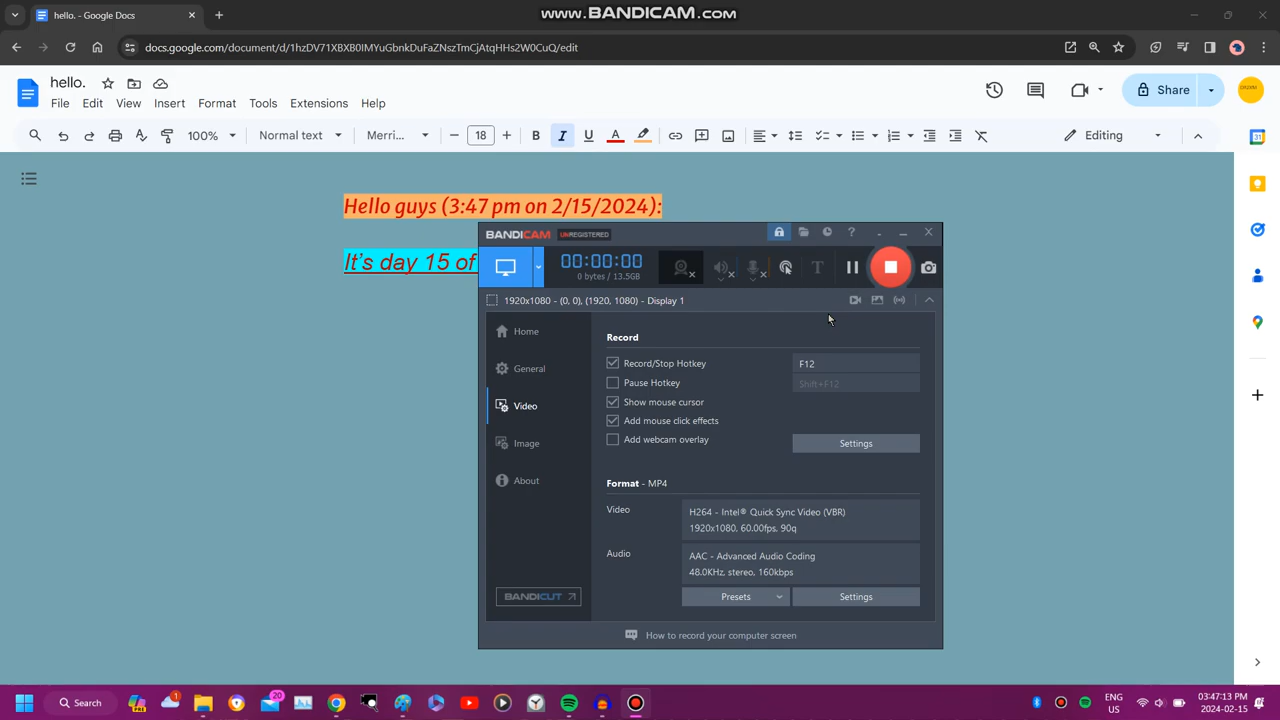 hello. - Google Docs
www.BANDICAM.com
docs.google.com/document/d/1hzDV71XBXB0IMYuGbnkDuFaZNszTmCjAtqHHs2W0CuQ/edit
hello.
File Edit View Insert Format Tools Extensions Help
Share
100% Normal text Merri... 18 B I U A Editing
Hello guys (3:47 pm on 2/15/2024):
It's day 15 of
BANDICAM UNREGISTERED
00:00:00
0 bytes / 13.5GB
1920x1080 - (0, 0), (1920, 1080) - Display 1
Home
General
Video
Image
About
BANDICUT
Record
Record/Stop Hotkey F12
Pause Hotkey Shift+F12
Show mouse cursor
Add mouse click effects
Add webcam overlay Settings
Format - MP4
Video
H264 - Intel® Quick Sync Video (VBR)
1920x1080, 60.00fps, 90q
Audio
AAC - Advanced Audio Coding
48.0KHz, stereo, 160kbps
Presets Settings
How to record your computer screen
Search
1
20
ENG
US
03:47:13 PM
2024-02-15